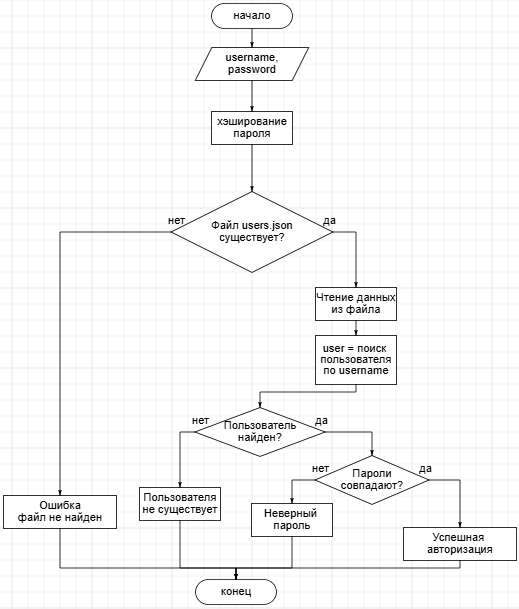 начало
username,
password
хэширование
пароля
Файл users.json
существует?
нет
да
Чтение данных
из файла
user = поиск
пользователя
по username
Пользователь
найден?
нет
да
Пользователя
не существует
Пароли
совпадают?
нет
да
Ошибка
файл не найден
Неверный
пароль
Успешная
авторизация
конец